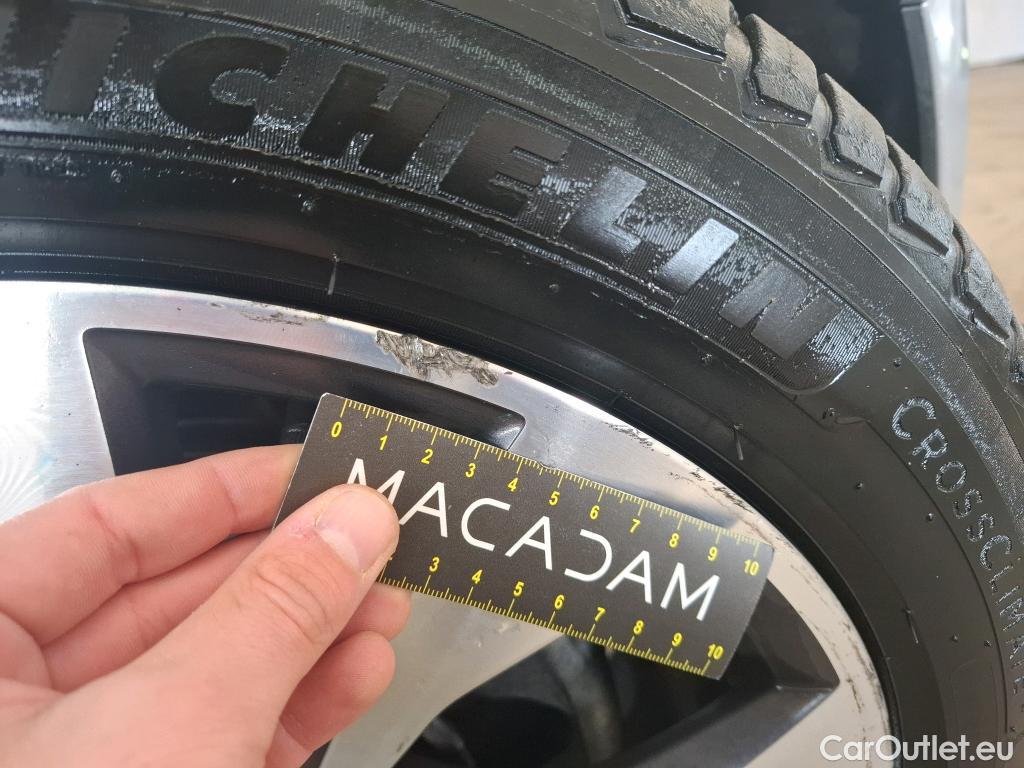 ICHELIN
CROSSCLIMATE
0 1 2 3 4 5 6 7 8 9 10
MACADAM
3 4 5 6 7 8 9 10
CarOutlet.eu